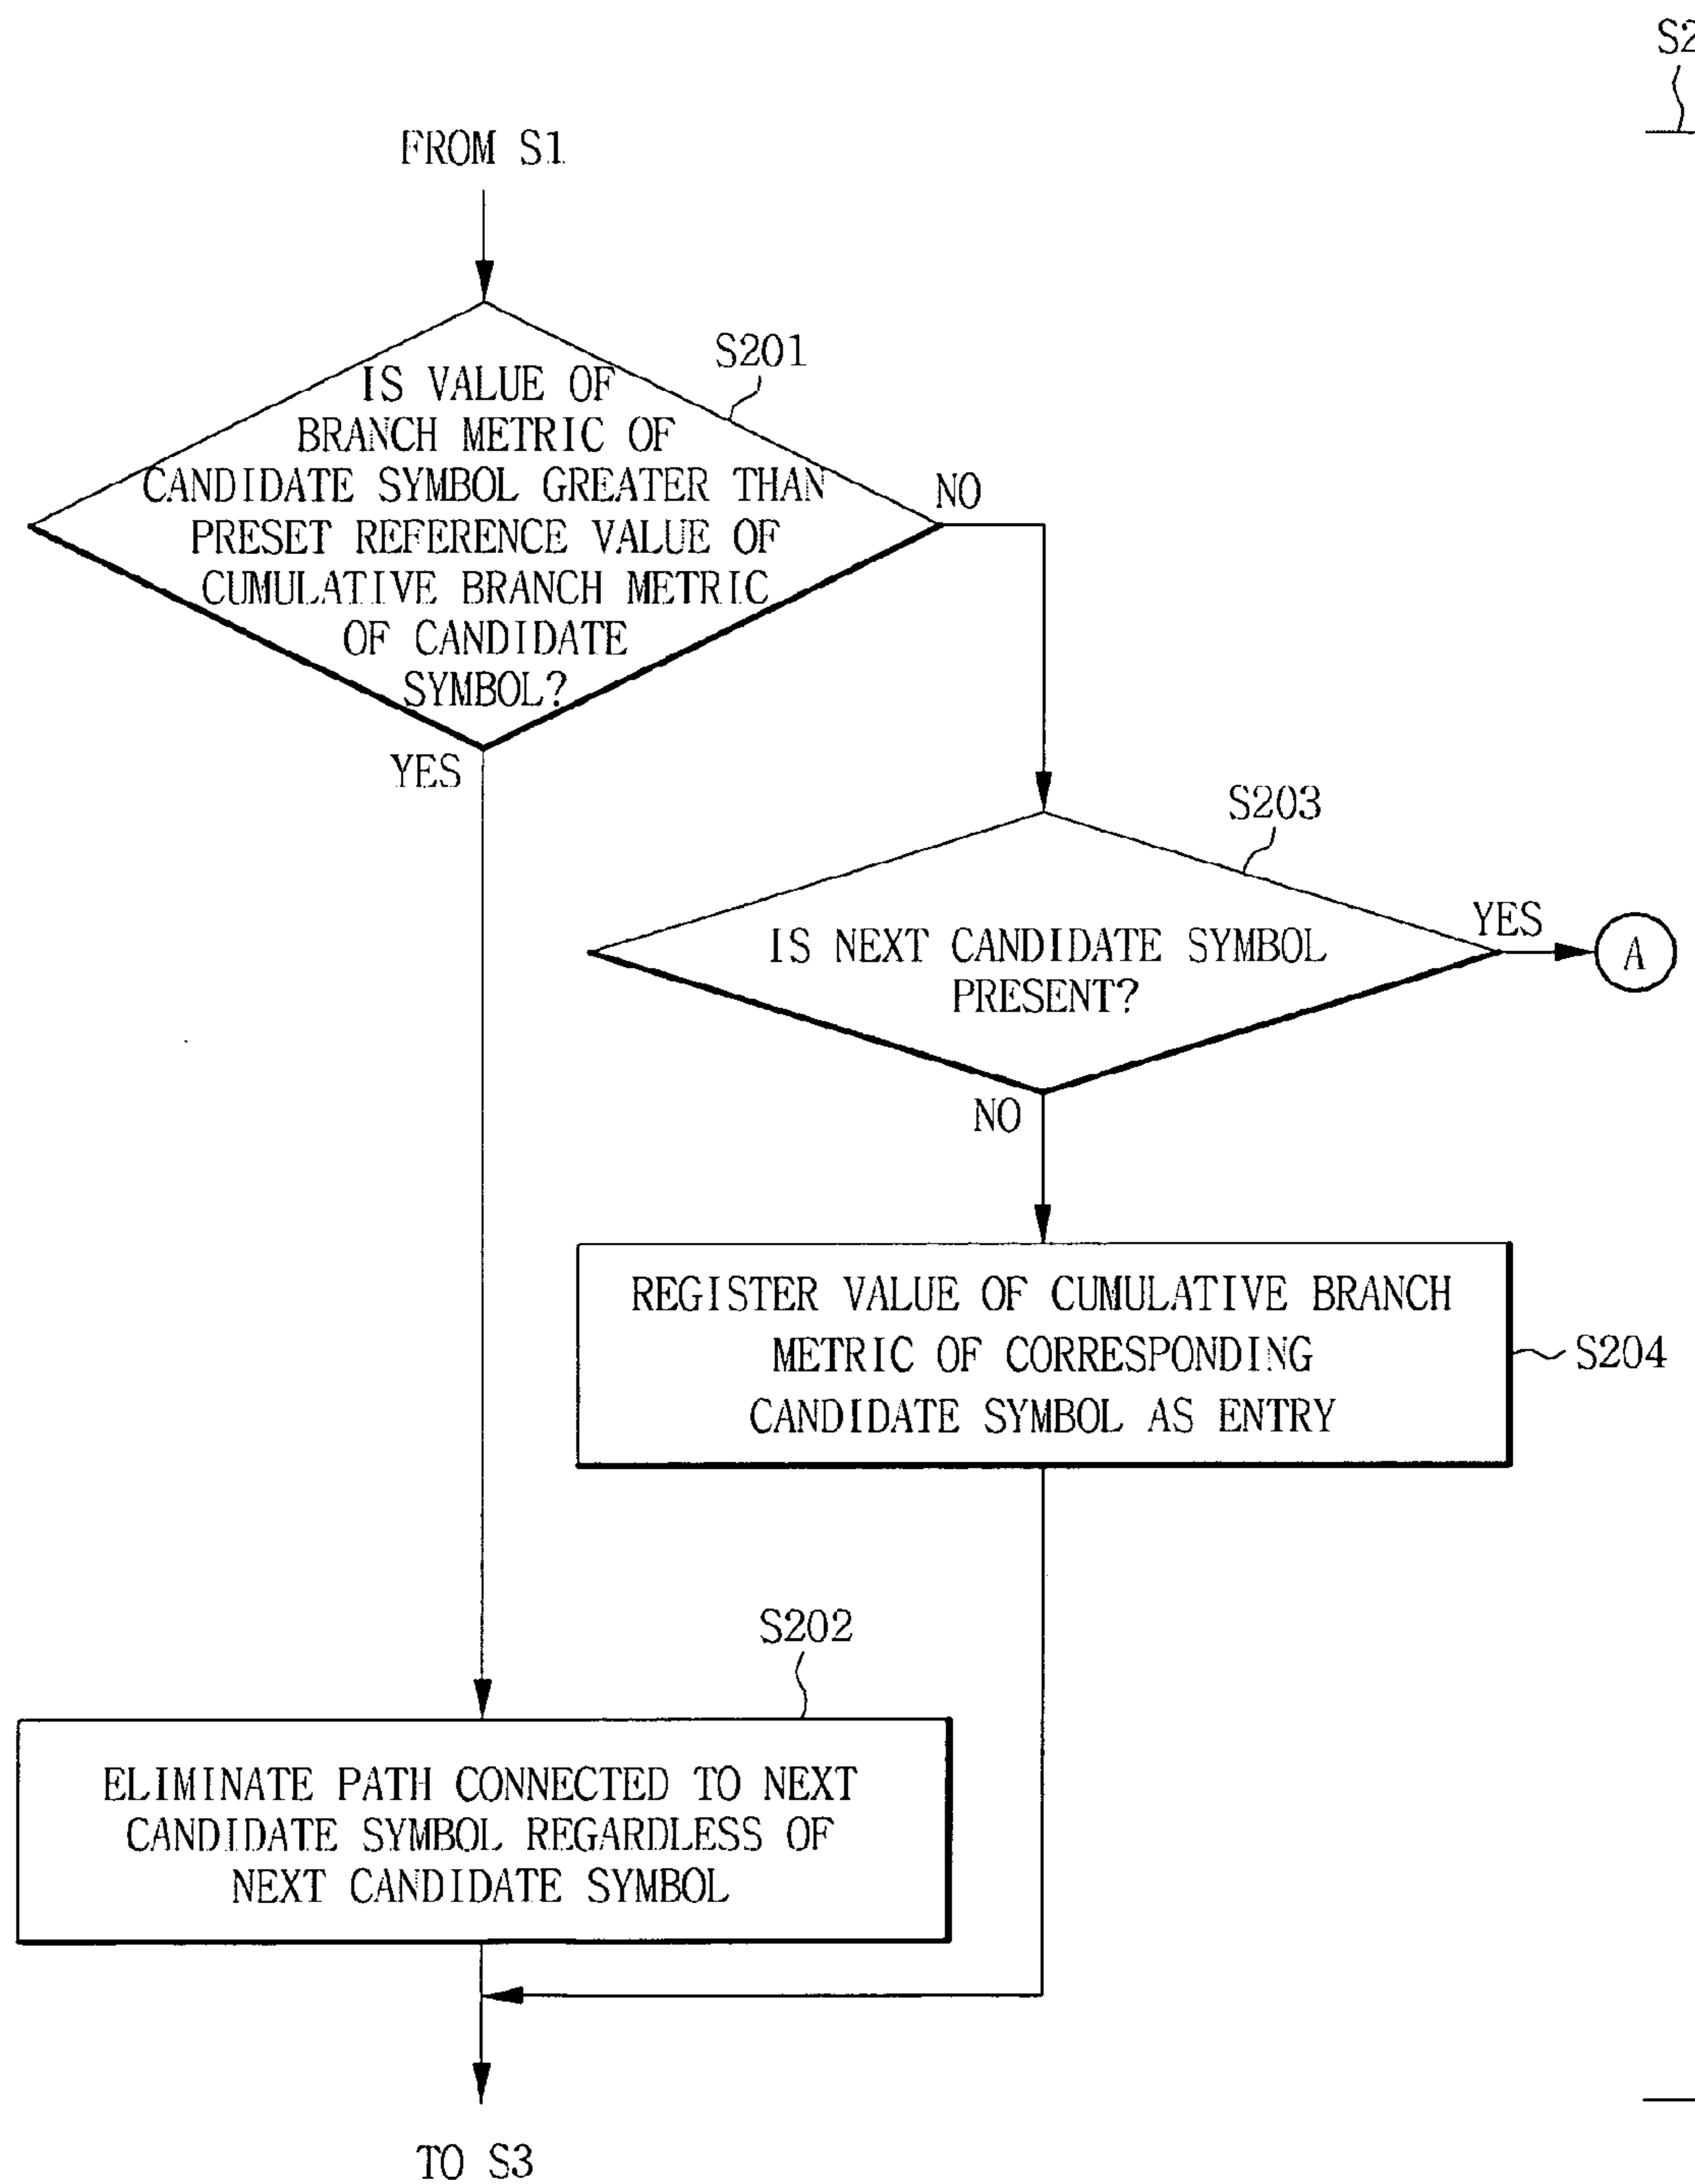 S2
FROM S1
S201
IS VALUE OF
BRANCH METRIC OF
CANDIDATE SYMBOL GREATER THAN
PRESET REFERENCE VALUE OF
CUMULATIVE BRANCH METRIC
OF CANDIDATE
SYMBOL?
NO
YES
S203
IS NEXT CANDIDATE SYMBOL
PRESENT?
YES
A
NO
REGISTER VALUE OF CUMULATIVE BRANCH
METRIC OF CORRESPONDING
CANDIDATE SYMBOL AS ENTRY
S204
S202
ELIMINATE PATH CONNECTED TO NEXT
CANDIDATE SYMBOL REGARDLESS OF
NEXT CANDIDATE SYMBOL
TO S3